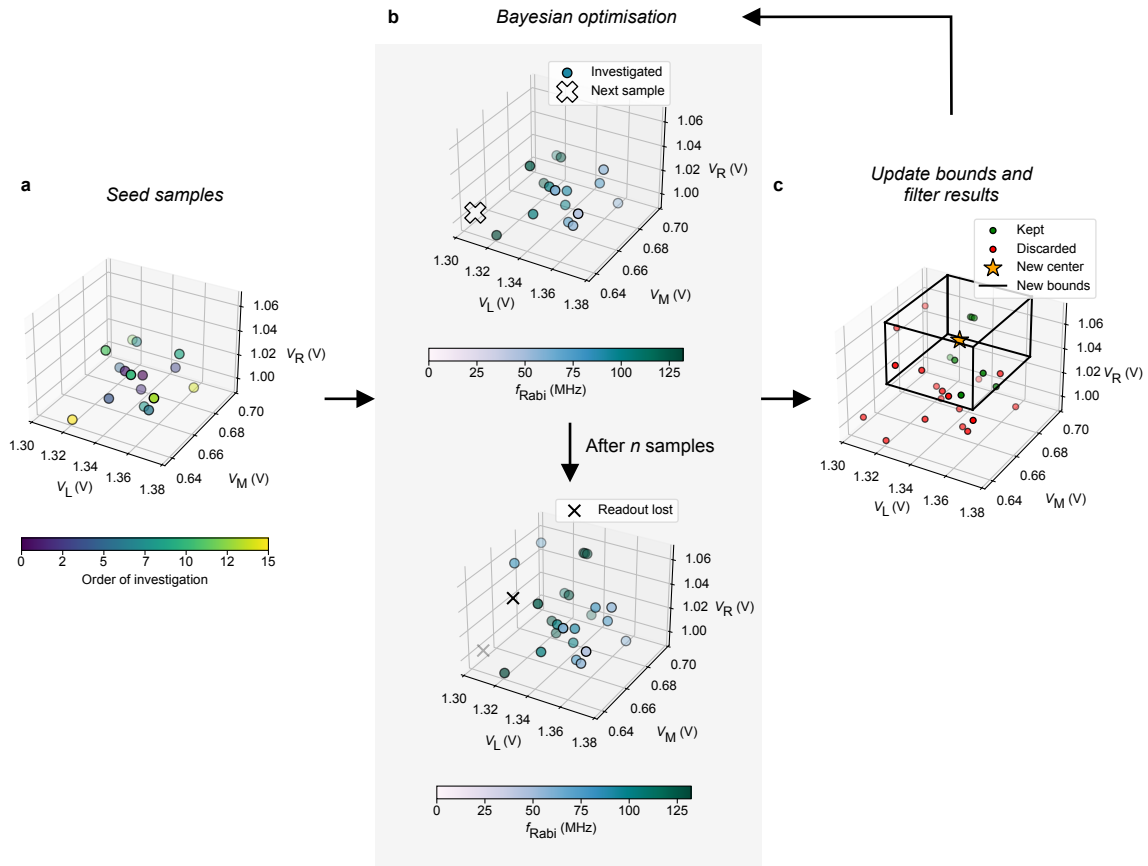 b
Bayesian optimisation
Investigated
Next sample
1.06
1.04
1.02
1.00
V_R (V)
0.70
0.68
0.66
0.64
V_M (V)
1.30
1.32
1.34
1.36
1.38
V_L (V)
0 25 50 75 100 125
f_Rabi (MHz)
After n samples
Readout lost
1.06
1.04
1.02
1.00
V_R (V)
0.70
0.68
0.66
0.64
V_M (V)
1.30
1.32
1.34
1.36
1.38
V_L (V)
0 25 50 75 100 125
f_Rabi (MHz)
a
Seed samples
1.06
1.04
1.02
1.00
V_R (V)
0.70
0.68
0.66
0.64
V_M (V)
1.30
1.32
1.34
1.36
1.38
V_L (V)
0 2 5 7 10 12 15
Order of investigation
c
Update bounds and
filter results
Kept
Discarded
New center
New bounds
1.06
1.04
1.02
1.00
V_R (V)
0.70
0.68
0.66
0.64
V_M (V)
1.30
1.32
1.34
1.36
1.38
V_L (V)